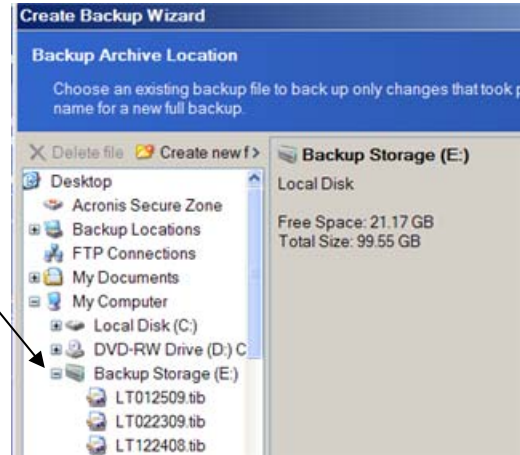 Create Backup Wizard
Backup Archive Location
Choose an existing backup file to back up only changes that took
name for a new full backup.
Delete file Create new f
Desktop
Acronis Secure Zone
Backup Locations
FTP Connections
My Documents
My Computer
Local Disk (C:)
DVD-RW Drive (D:) C
Backup Storage (E:)
LT012509.tib
LT022309.tib
LT122408.tib
Backup Storage (E:)
Local Disk
Free Space: 21.17 GB
Total Size: 99.55 GB